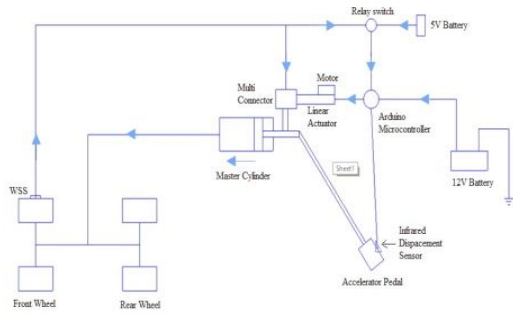 Relay switch
5V Battery
Multi
Connector
Motor
Linear
Actuator
Arduino
Microcontroller
Master Cylinder
Sheet1
12V Battery
WSS
Infrared
Dispacement
Sensor
Accelerator Pedal
Front Wheel
Rear Wheel